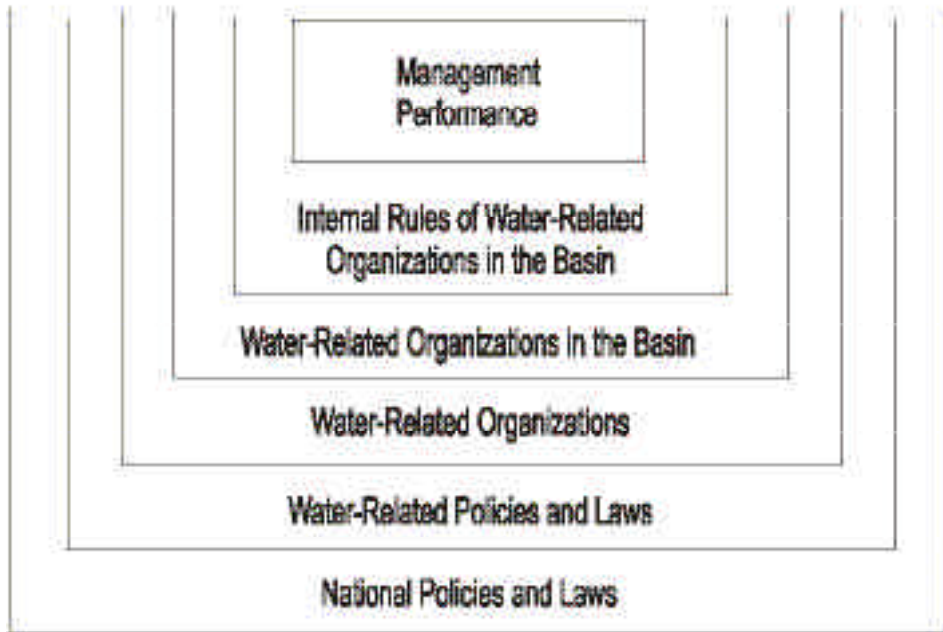 Management
Performance
Internal Rules of Water-Related
Organizations in the Basin
Water-Related Organizations in the Basin
Water-Related Organizations
Water-Related Policies and Laws
National Policies and Laws